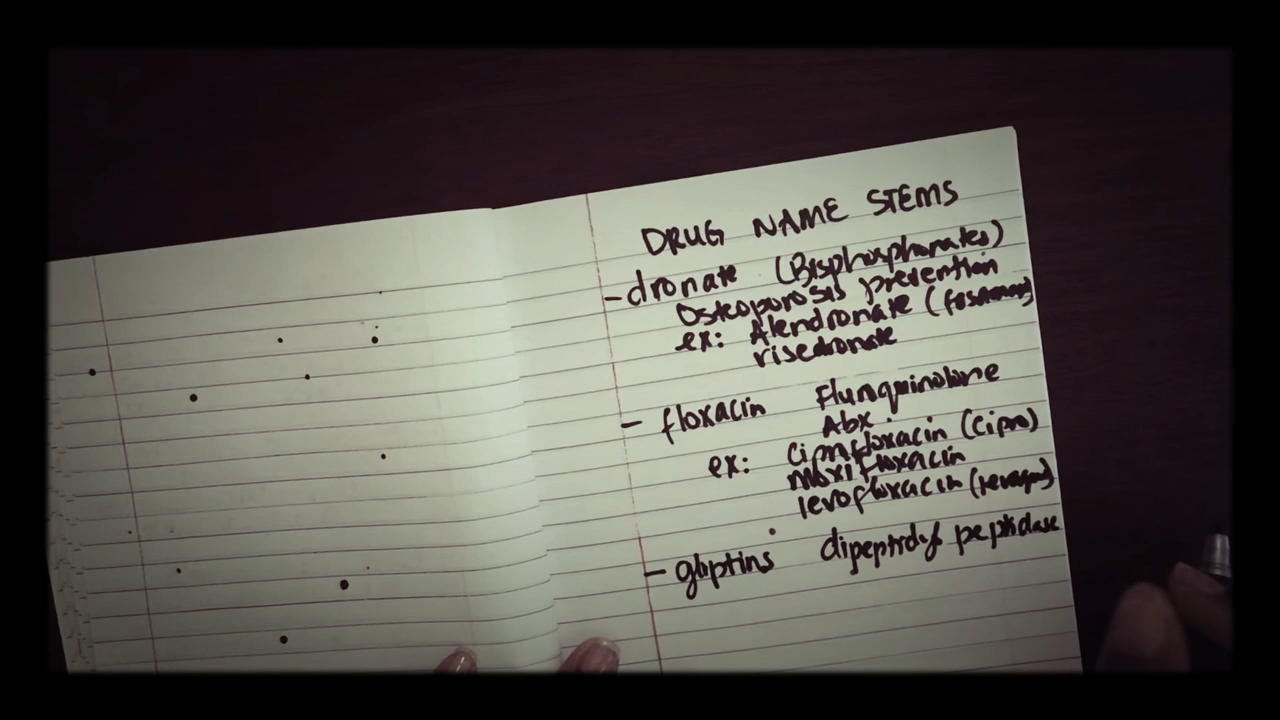 DRUG NAME STEMS
-dronate (Bisphosphonates)
Osteoporosis prevention
ex: Alendronate (fosamax)
risedronate
- floxacin Fluroquinolone
Abx.
ex: Ciprofloxacin (Cipro)
moxifloxacin
levofloxacin (levaquin)
- gliptins dipeptidyl peptidase